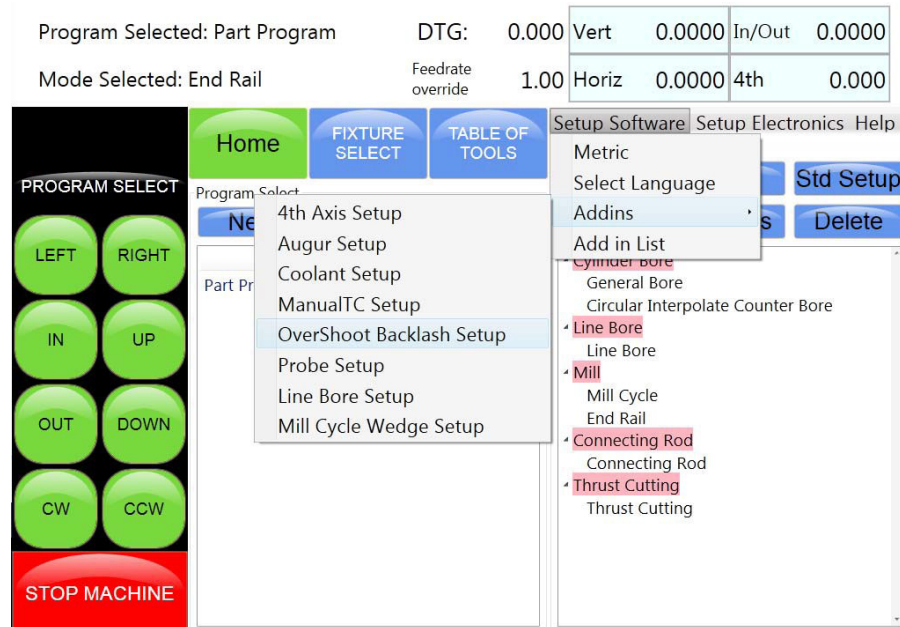 Program Selected: Part Program DTG: 0.000 Vert 0.0000 In/Out 0.0000
Mode Selected: End Rail Feedrate override 1.00 Horiz 0.0000 4th 0.000
Home FIXTURE SELECT TABLE OF TOOLS Setup Software Setup Electronics Help
Metric
Select Language
Addins
Add in List
Std Setup
Delete
PROGRAM SELECT
LEFT RIGHT
IN UP
OUT DOWN
CW CCW
STOP MACHINE
Program Select
Ne
Part Pr
4th Axis Setup
Augur Setup
Coolant Setup
ManualTC Setup
OverShoot Backlash Setup
Probe Setup
Line Bore Setup
Mill Cycle Wedge Setup
s
Cylinder Bore
General Bore
Circular Interpolate Counter Bore
Line Bore
Line Bore
Mill
Mill Cycle
End Rail
Connecting Rod
Connecting Rod
Thrust Cutting
Thrust Cutting